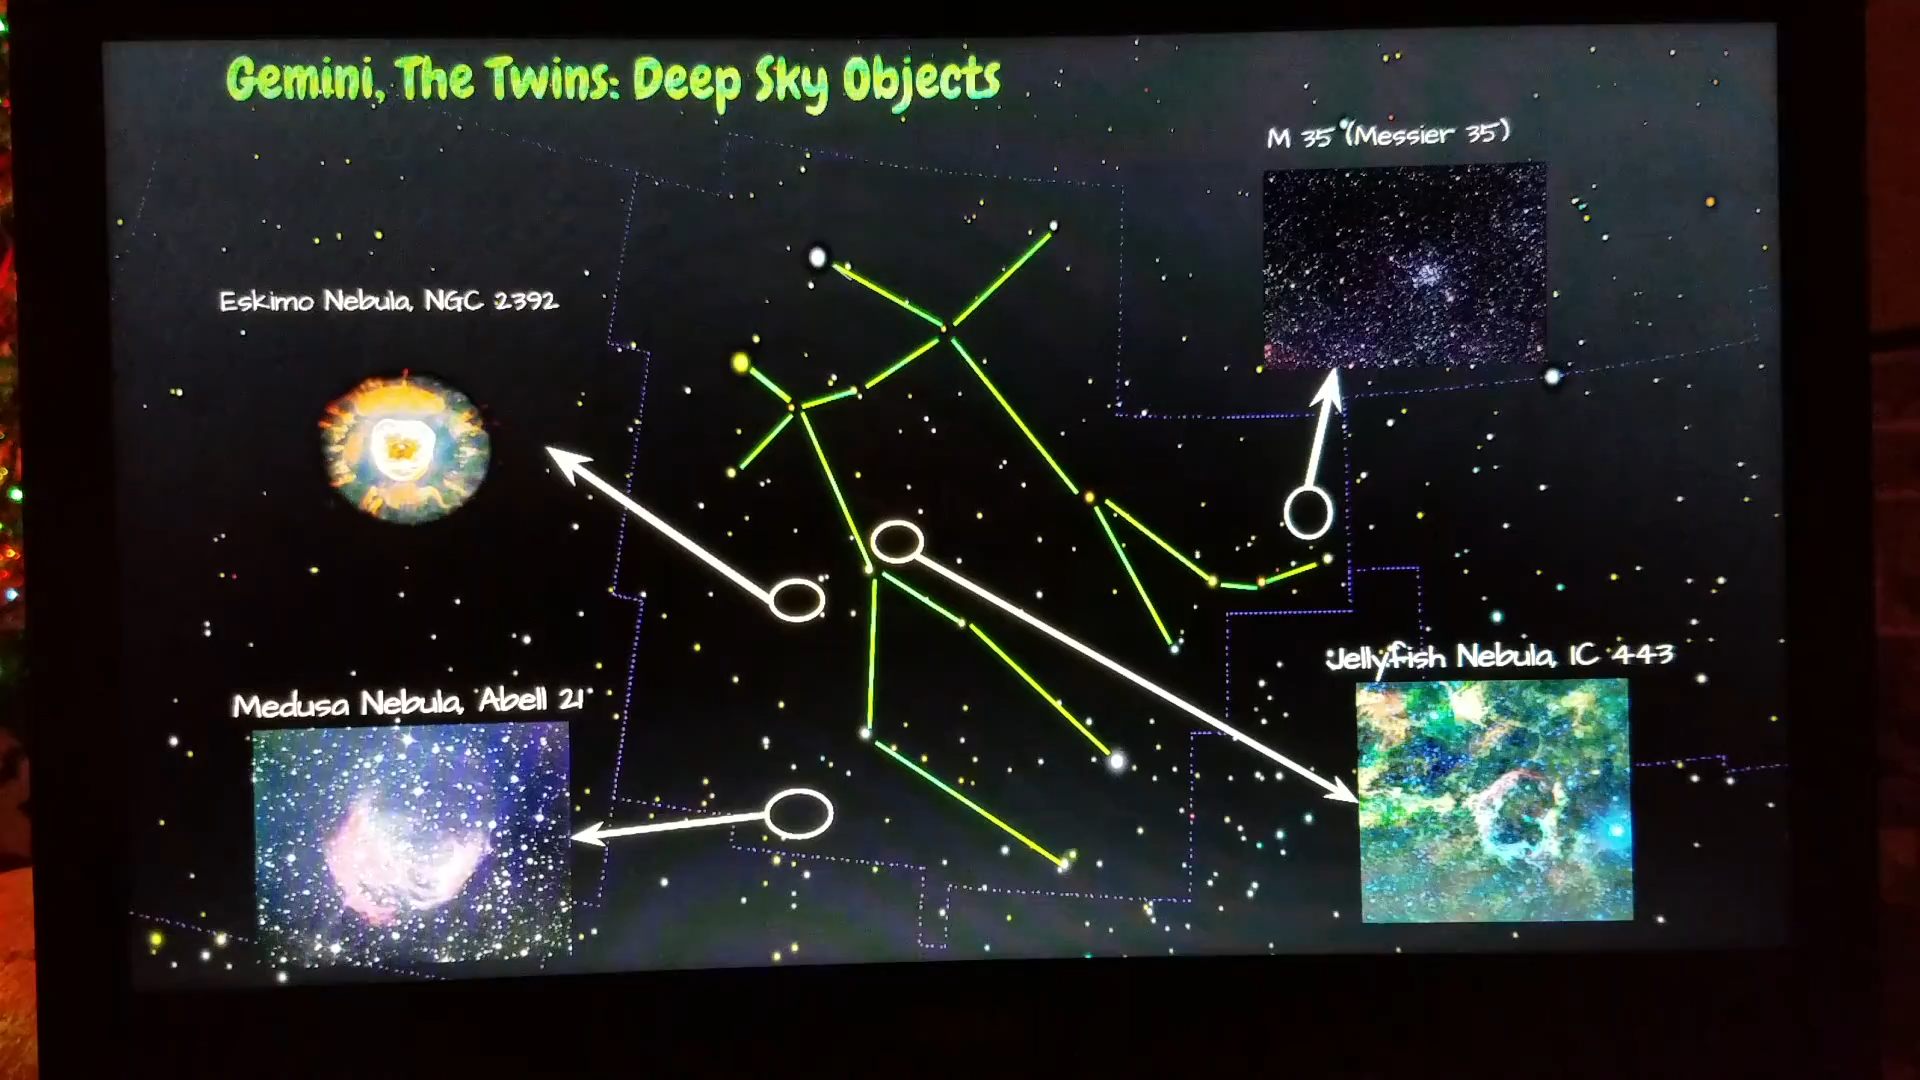 Gemini, The Twins: Deep Sky Objects
M 35 (Messier 35)
Eskimo Nebula, NGC 2392
Jellyfish Nebula, IC 443
Medusa Nebula, Abell 21